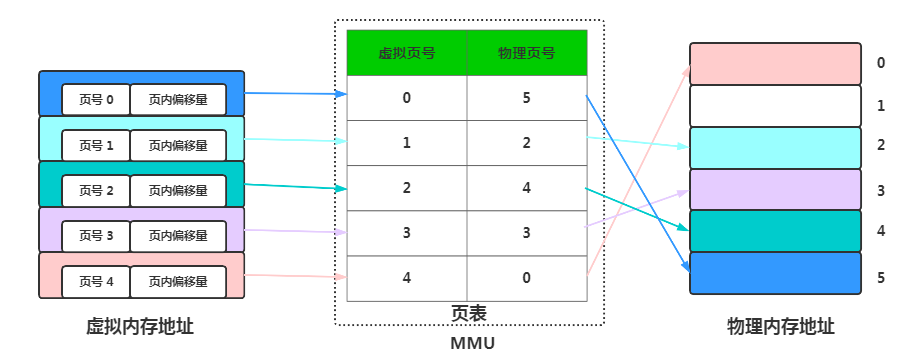 虚拟页号 物理页号
页号 0 页内偏移量
0 5
页号 1 页内偏移量
1 2
页号 2 页内偏移量
2 4
页号 3 页内偏移量
3 3
页号 4 页内偏移量
4 0
0
1
2
3
4
5
虚拟内存地址
页表
MMU
物理内存地址